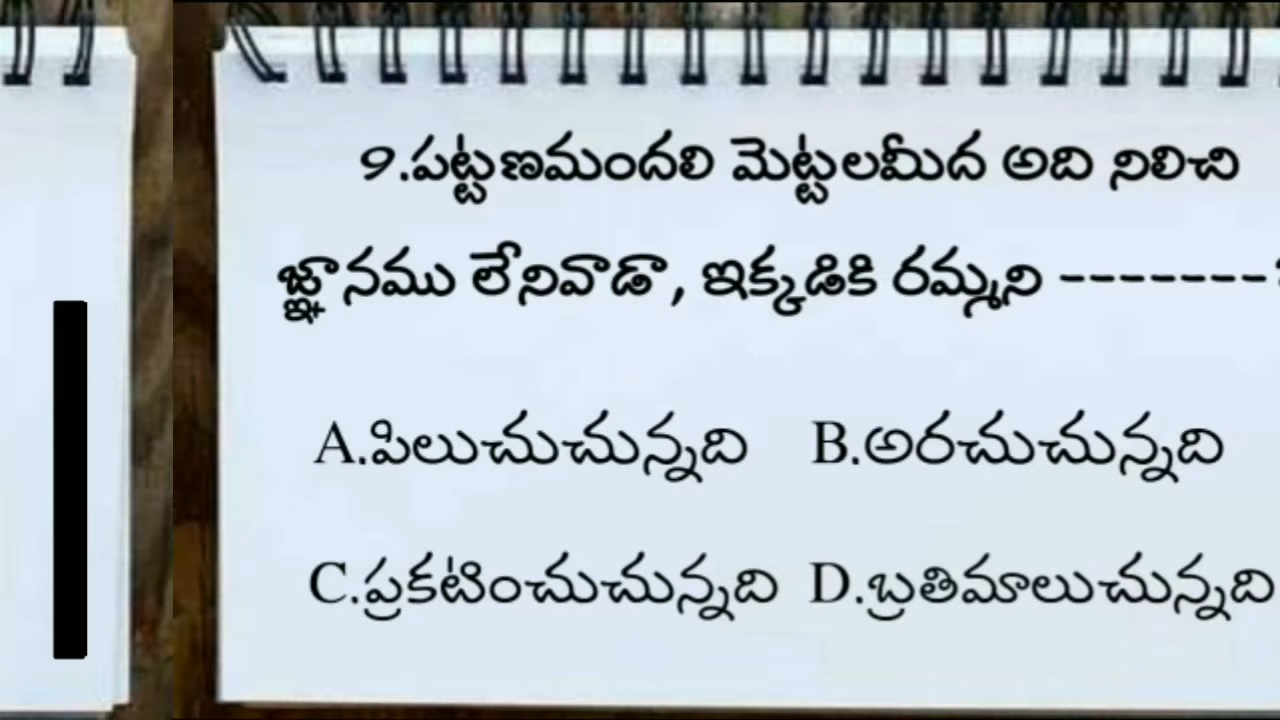 9.పట్టణమందలి మెట్టలమీద అది నిలిచి
జ్ఞానము లేనివాడా, ఇక్కడికి రమ్మని -------
A.పిలుచుచున్నది B.అరచుచున్నది
C.ప్రకటించుచున్నది D.బ్రతిమాలుచున్నది